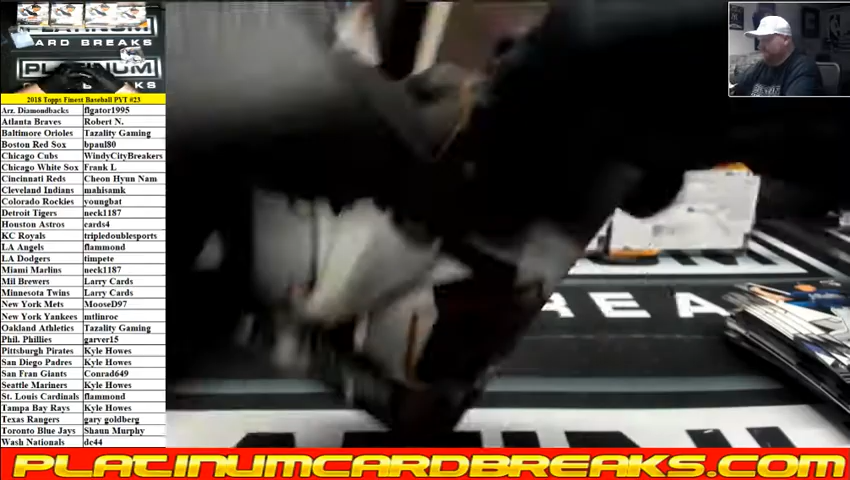 PLATINUM
CARD BREAKS
PLATINUM
2018 Topps Finest Baseball PYT #23
Arz. Diamondbacks flgator1995
Atlanta Braves Robert N.
Baltimore Orioles Tazality Gaming
Boston Red Sox bpaul80
Chicago Cubs WindyCityBreakers
Chicago White Sox Frank L
Cincinnati Reds Cheon Hyun Nam
Cleveland Indians mahisamk
Colorado Rockies youngbat
Detroit Tigers neck1187
Houston Astros cards4
KC Royals tripledoublesports
LA Angels flammond
LA Dodgers timpete
Miami Marlins neck1187
Mil Brewers Larry Cards
Minnesota Twins Larry Cards
New York Mets MooseD97
New York Yankees mtlinroc
Oakland Athletics Tazality Gaming
Phil. Phillies garver15
Pittsburgh Pirates Kyle Howes
San Diego Padres Kyle Howes
San Fran Giants Conrad649
Seattle Mariners Kyle Howes
St. Louis Cardinals flammond
Tampa Bay Rays Kyle Howes
Texas Rangers gary goldberg
Toronto Blue Jays Shaun Murphy
Wash Nationals dc44
REA
PLATINUMCARDBREAKS.COM